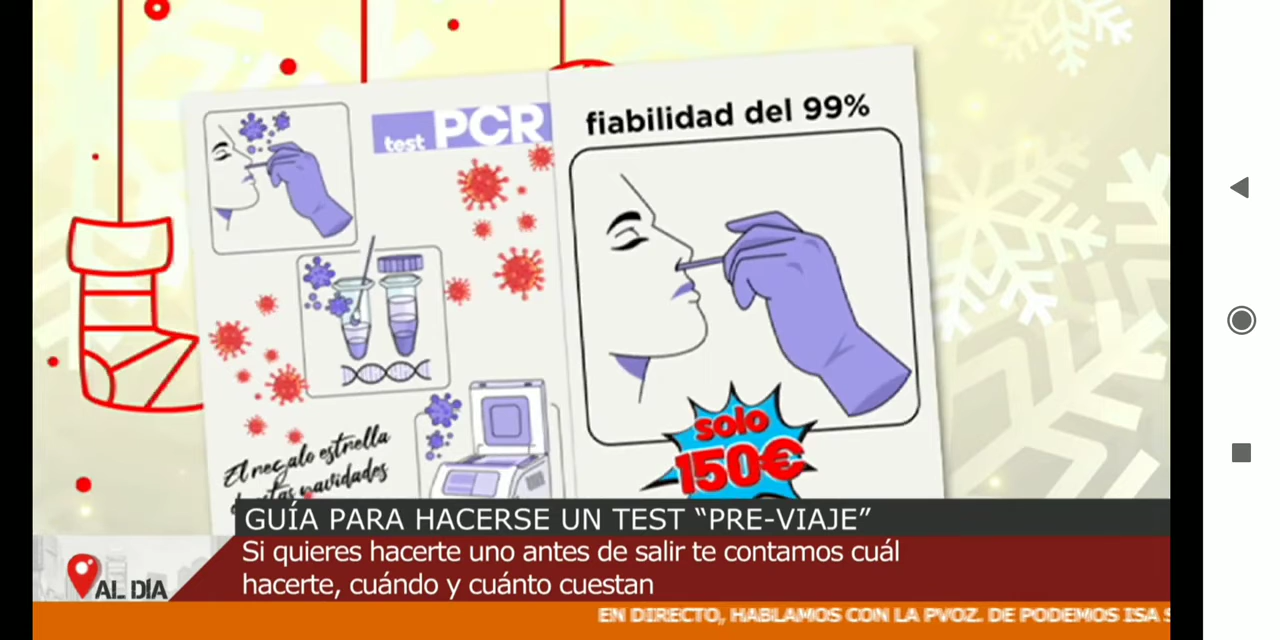 test PCR
fiabilidad del 99%
El regalo estrella
navidades
solo
150€
GUÍA PARA HACERSE UN TEST “PRE-VIAJE”
Si quieres hacerte uno antes de salir te contamos cuál
hacerte, cuándo y cuánto cuestan
AL DÍA
EN DIRECTO, HABLAMOS CON LA PVOZ. DE PODEMOS ISA S